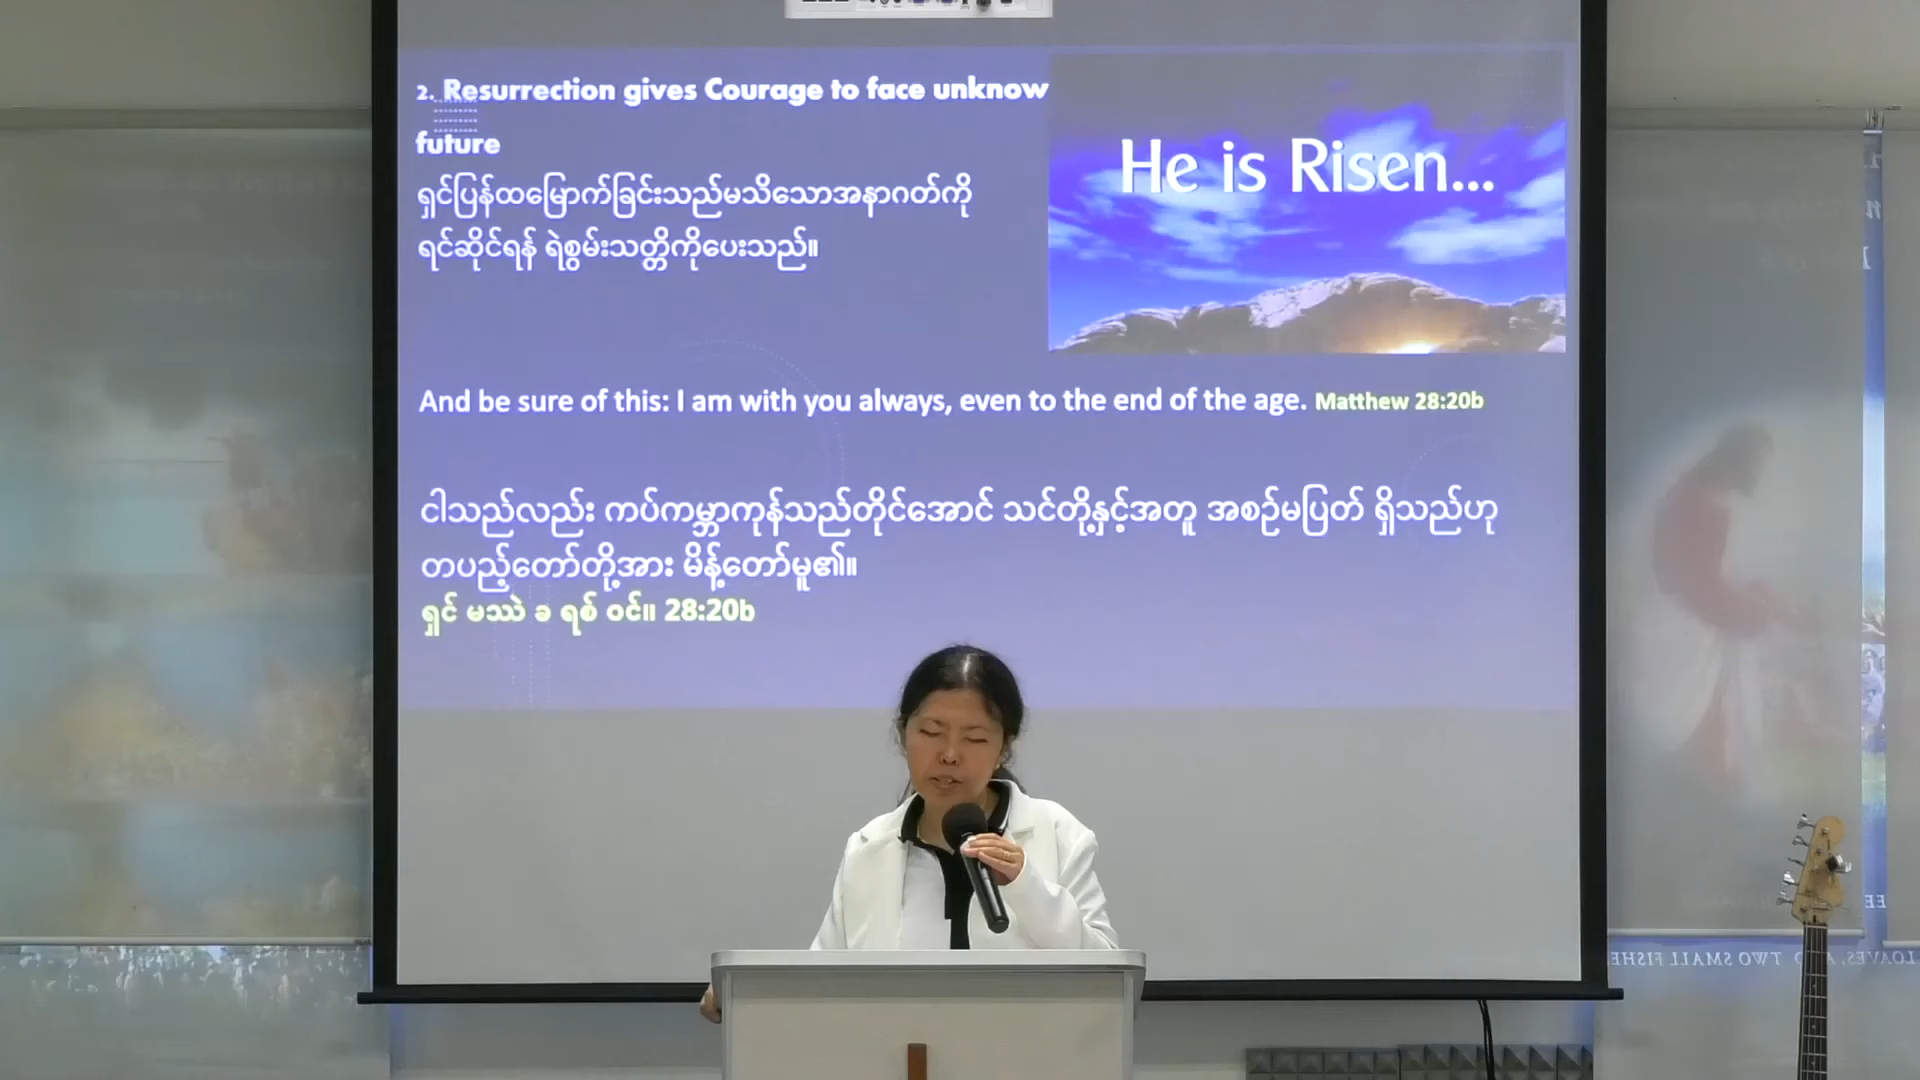 2. Resurrection gives Courage to face unknow
future
ရှင်ပြန်ထမြောက်ခြင်းသည်မသိသောအနာဂတ်ကို
ရင်ဆိုင်ရန် ရဲစွမ်းသတ္တိကိုပေးသည်။
He is Risen...
And be sure of this: I am with you always, even to the end of the age. Matthew 28:20b
ငါသည်လည်း ကပ်ကမ္ဘာကုန်သည်တိုင်အောင် သင်တို့နှင့်အတူ အစဉ်မပြတ် ရှိသည်ဟု
တပည့်တော်တို့အား မိန့်တော်မူ၏။
ရှင် မဿဲ ခ ရစ် ဝင်။ 28:20b
LOAVES, AND TWO SMALL FISHE